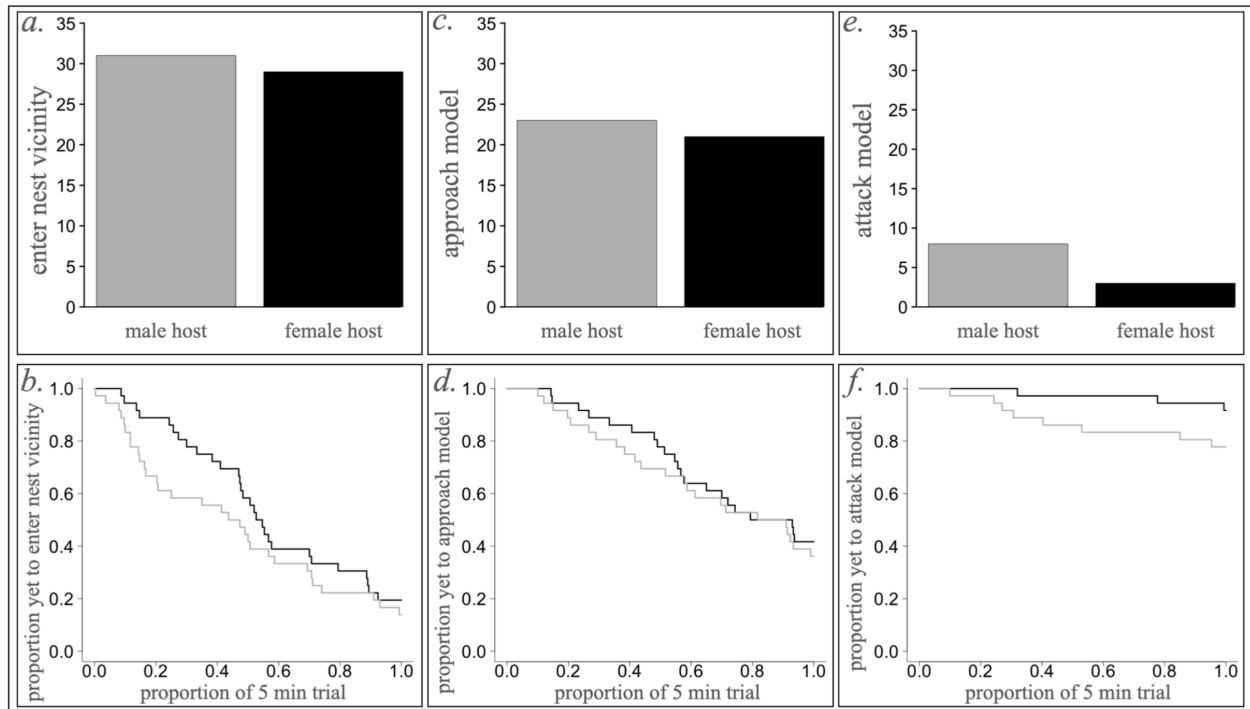 a.
enter nest vicinity
35
30
25
20
15
10
5
0
male host female host
c.
approach model
35
30
25
20
15
10
5
0
male host female host
e.
attack model
35
30
25
20
15
10
5
0
male host female host
b.
proportion yet to enter nest vicinity
1.0
0.8
0.6
0.4
0.2
0.0
0.0 0.2 0.4 0.6 0.8 1.0
proportion of 5 min trial
d.
proportion yet to approach model
1.0
0.8
0.6
0.4
0.2
0.0
0.0 0.2 0.4 0.6 0.8 1.0
proportion of 5 min trial
f.
proportion yet to attack model
1.0
0.8
0.6
0.4
0.2
0.0
0.0 0.2 0.4 0.6 0.8 1.0
proportion of 5 min trial